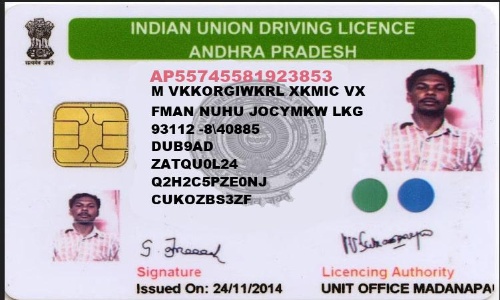 INDIAN UNION DRIVING LICENCE
ANDHRA PRADESH
AP55745581923853
M VKKORGIWKRL XKMIC VX
FMAN NUHU JOCYMKW LKG
93112 -8\40885
DUB9AD
ZATQU0L24
Q2H2C5PZE0NJ
CUKOZBS3ZF
Signature
Licencing Authority
Issued On: 24/11/2014
UNIT OFFICE MADANAPAL